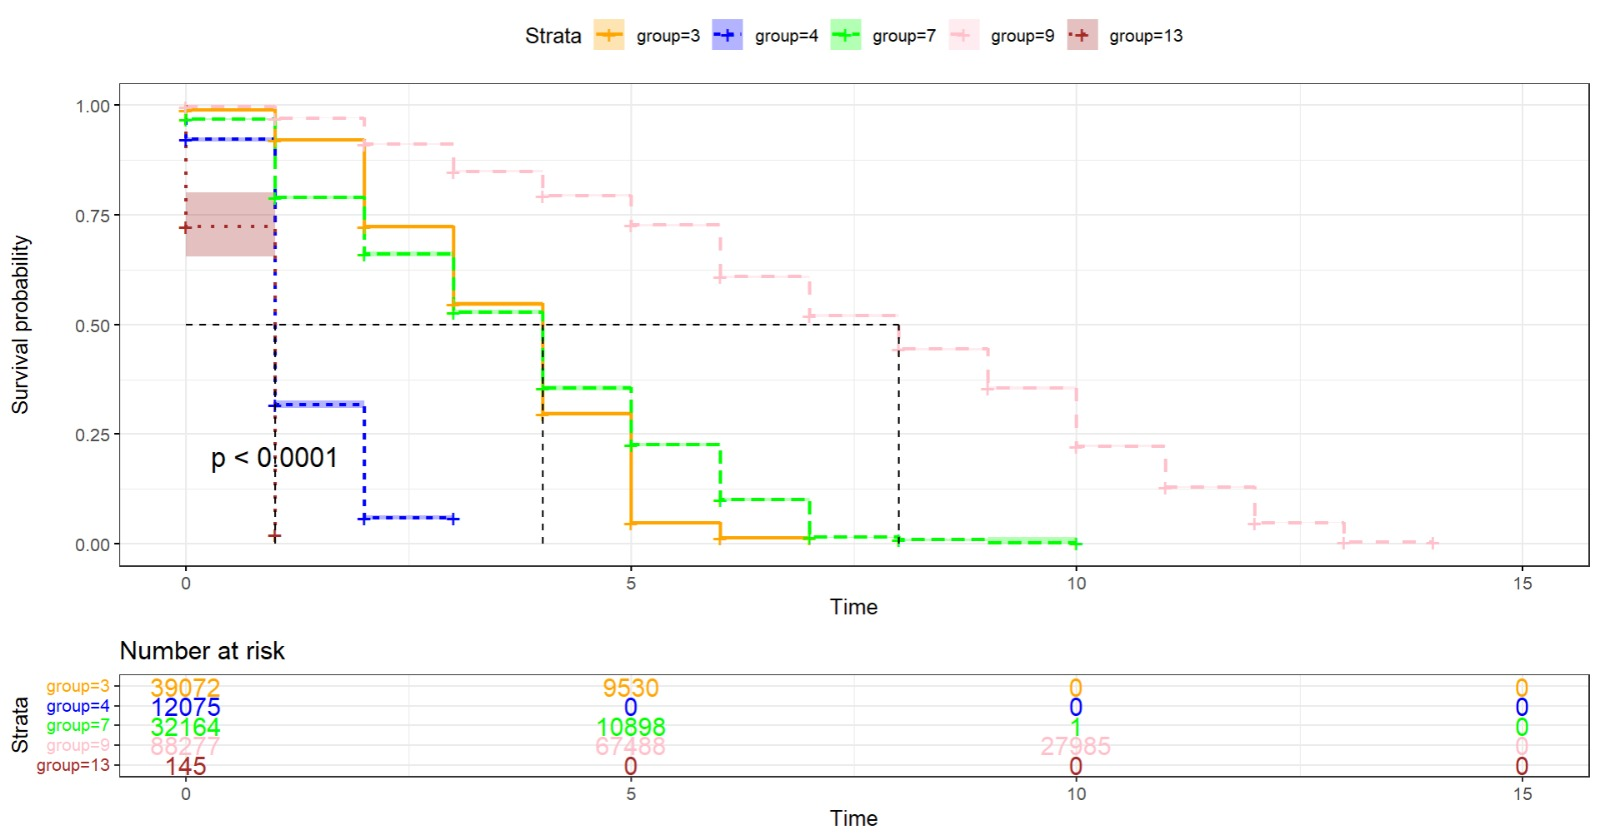 Strata group=3 group=4 group=7 group=9 group=13
Survival probability
1.00
0.75
0.50
0.25
0.00
p < 0.0001
0 5 10 15
Time
Number at risk
Strata
group=3 39072 9530 0 0
group=4 12075 0 0 0
group=7 32164 10898 1 0
group=9 88277 67488 27985 0
group=13 145 0 0 0
0 5 10 15
Time